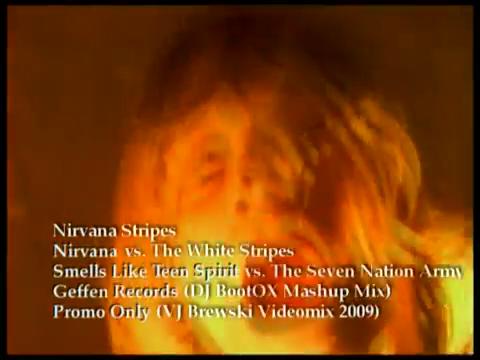 Nirvana Stripes
Nirvana vs. The White Stripes
Smells Like Teen Spirit vs. The Seven Nation Army
Geffen Records (DJ BootOX Mashup Mix)
Promo Only (VJ Brewski Videomix 2009)